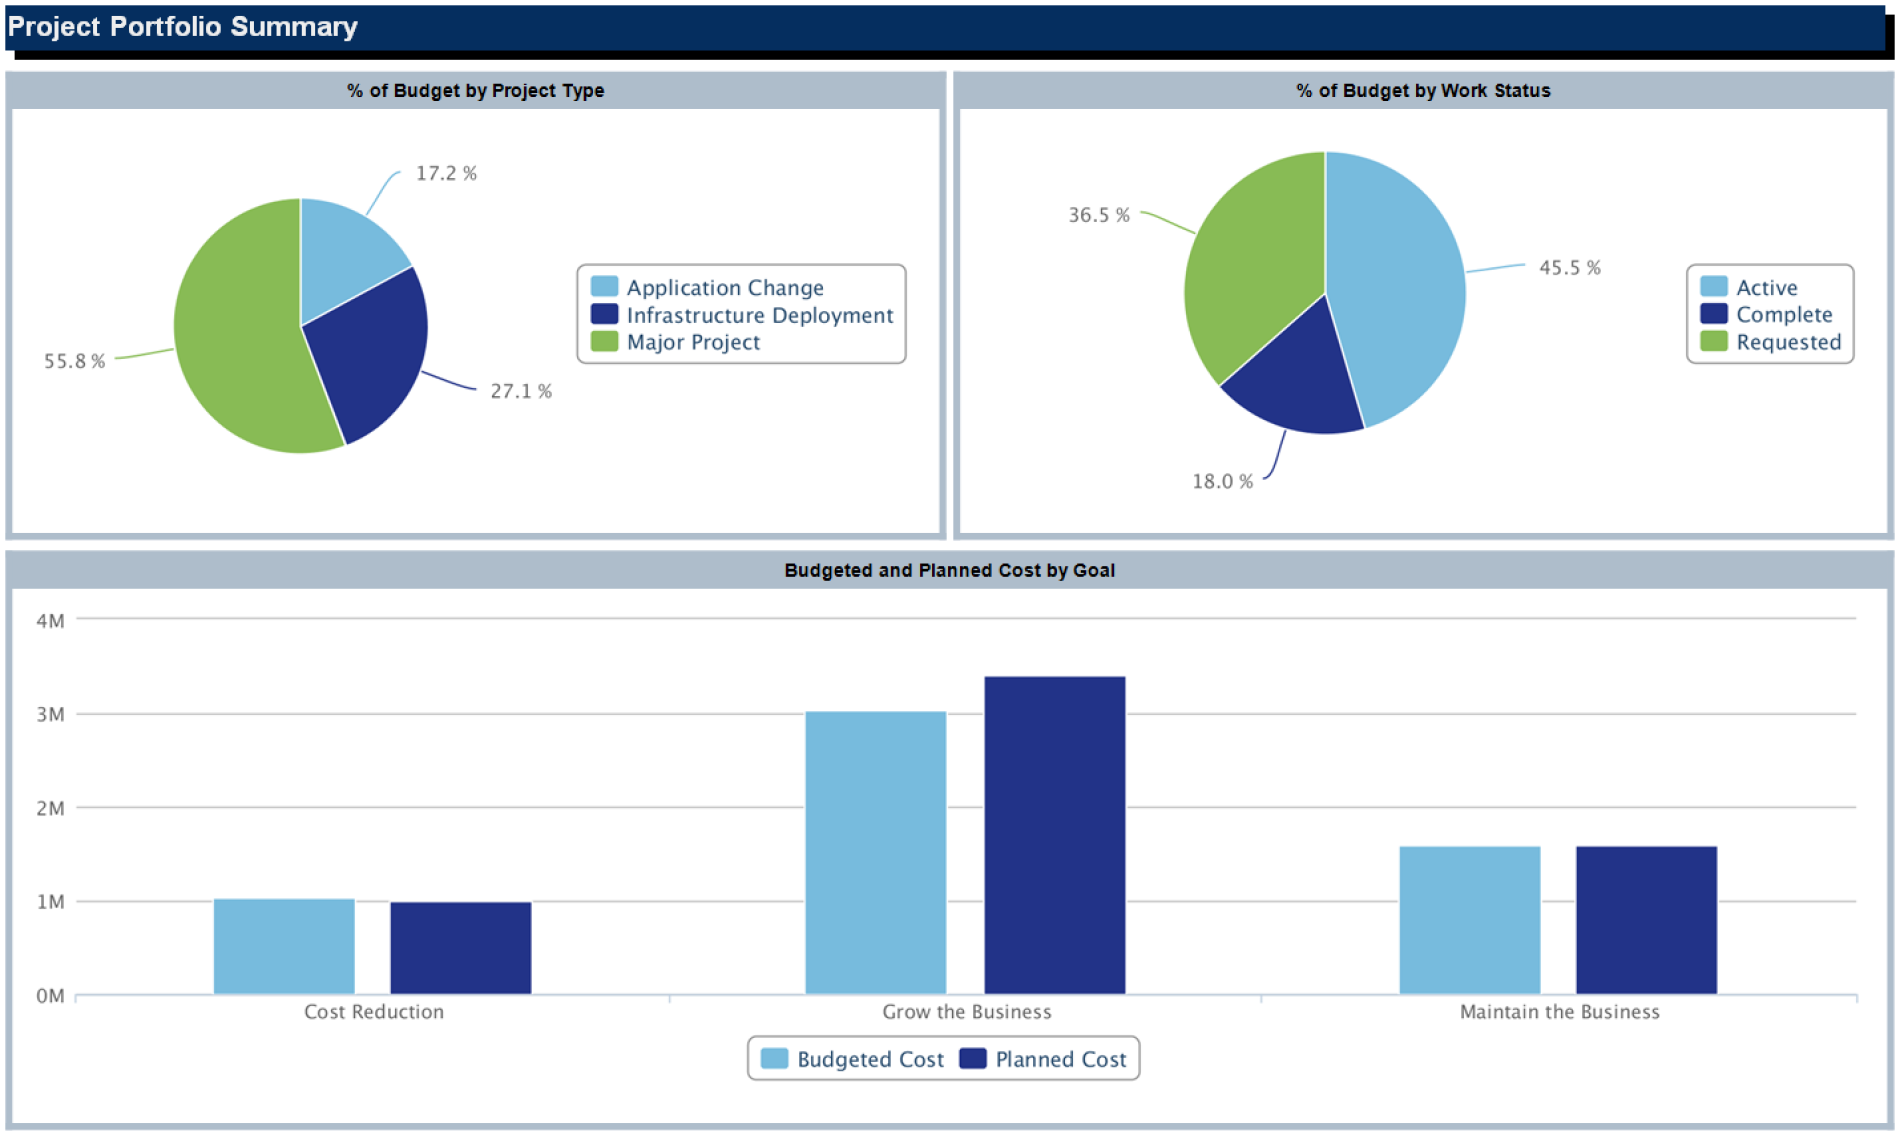 Project Portfolio Summary
% of Budget by Project Type
17.2 %
55.8 %
27.1 %
Application Change
Infrastructure Deployment
Major Project
% of Budget by Work Status
36.5 %
45.5 %
18.0 %
Active
Complete
Requested
Budgeted and Planned Cost by Goal
4M
3M
2M
1M
0M
Cost Reduction
Grow the Business
Maintain the Business
Budgeted Cost
Planned Cost